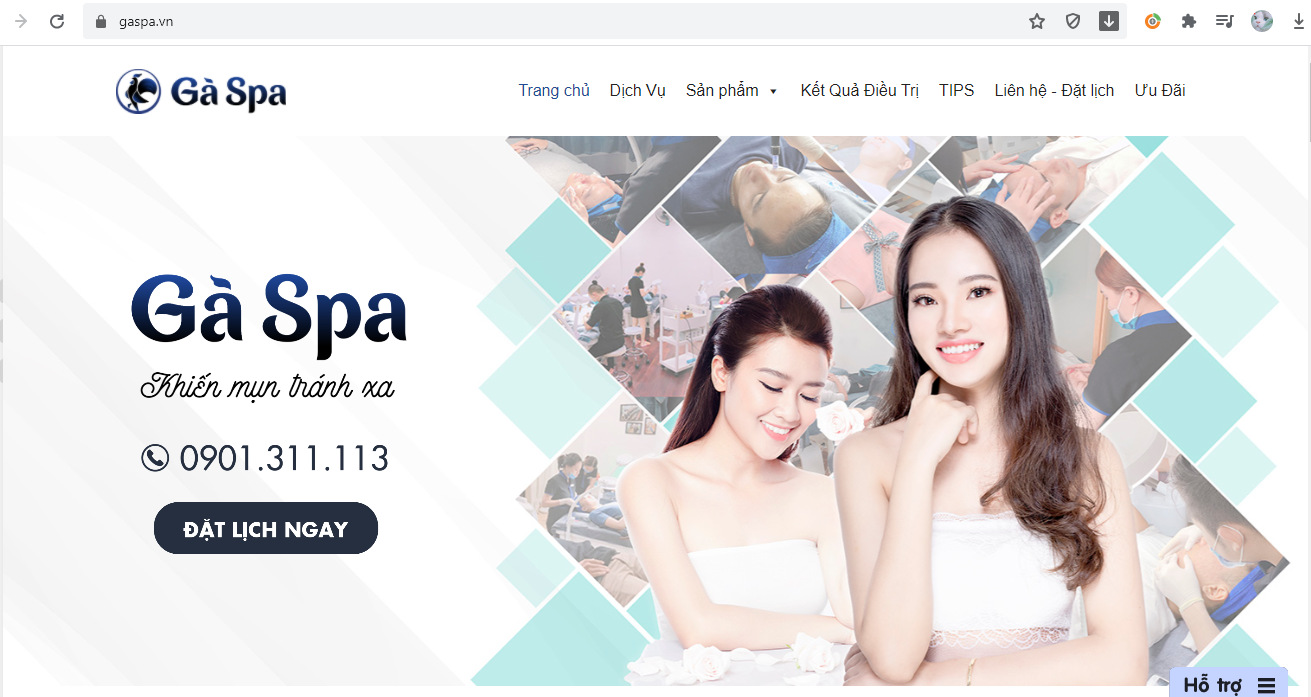 gaspa.vn
Gà Spa
Trang chủ Dịch Vụ Sản phẩm Kết Quả Điều Trị TIPS Liên hệ - Đặt lịch Ưu Đãi
Gà Spa
Khiến mụn tránh xa
0901.311.113
ĐẶT LỊCH NGAY
Hỗ trợ